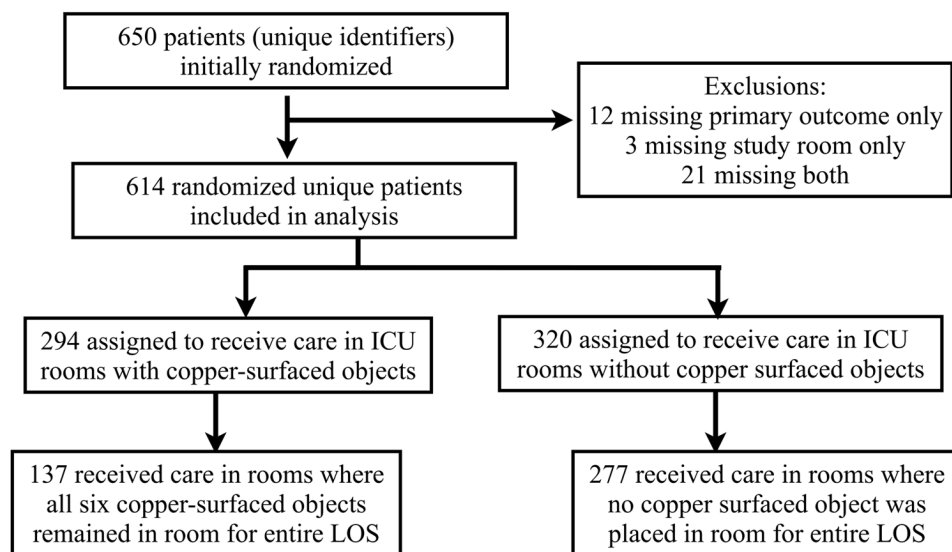 650 patients (unique identifiers)
initially randomized
Exclusions:
12 missing primary outcome only
3 missing study room only
21 missing both
614 randomized unique patients
included in analysis
294 assigned to receive care in ICU
rooms with copper-surfaced objects
320 assigned to receive care in ICU
rooms without copper surfaced objects
137 received care in rooms where
all six copper-surfaced objects
remained in room for entire LOS
277 received care in rooms where
no copper surfaced object was
placed in room for entire LOS